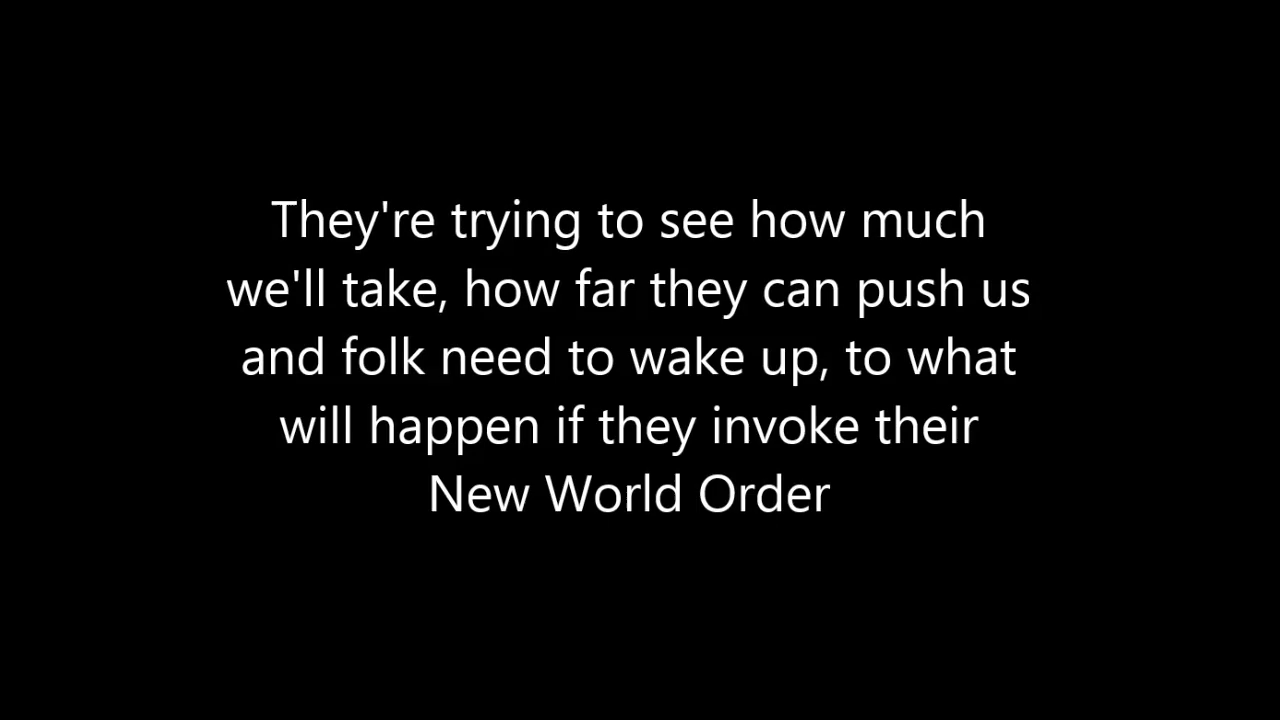 They're trying to see how much
we'll take, how far they can push us
and folk need to wake up, to what
will happen if they invoke their
New World Order